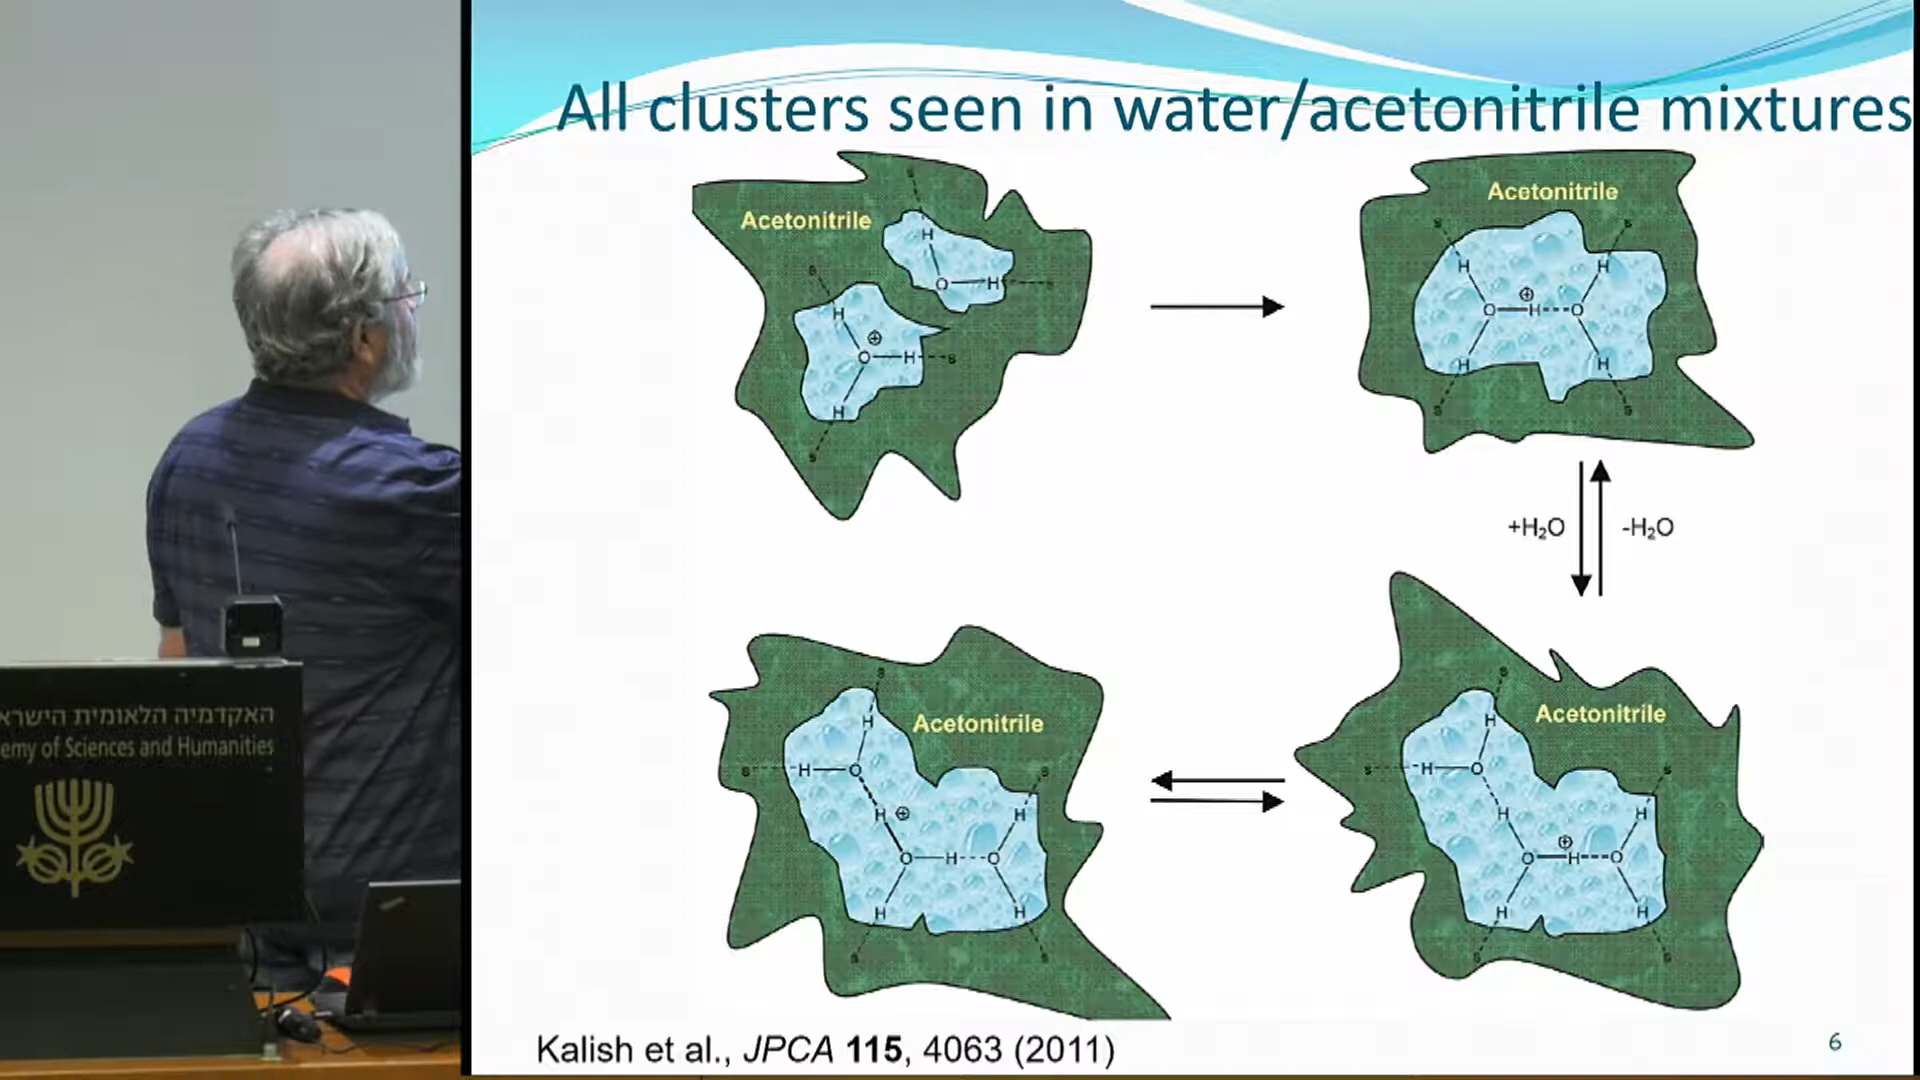 All clusters seen in water/acetonitrile mixtures
Acetonitrile
s
H
O
H
s
s
H
⊕
O
H
s
H
s
Acetonitrile
s
s
H
H
⊕
O
H
O
H
H
s
s
+H₂O
-H₂O
Acetonitrile
s
H
s
H
O
s
H
⊕
H
O
H
O
H
H
s
s
Acetonitrile
s
H
s
H
O
s
H
H
⊕
O
H
O
H
H
s
s
Kalish et al., JPCA 115, 4063 (2011)
6
האקדמיה הלאומית הישרא
emy of Sciences and Humanities